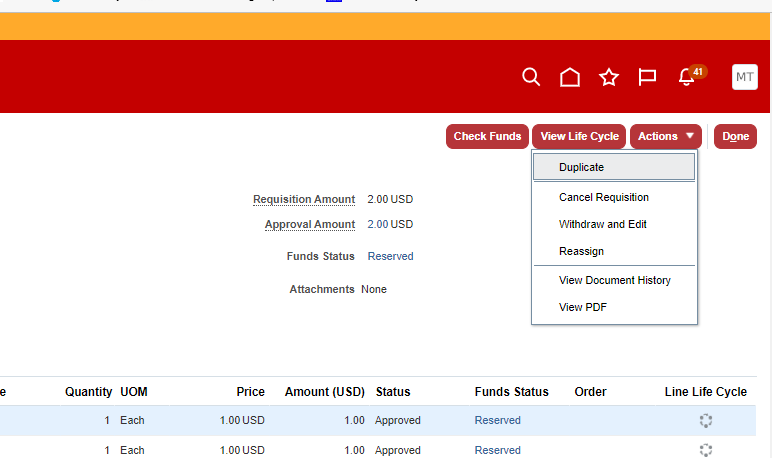 41
MT
Check Funds View Life Cycle Actions Done
Duplicate
Cancel Requisition
Requisition Amount 2.00 USD
Withdraw and Edit
Approval Amount 2.00 USD
Reassign
Funds Status Reserved
View Document History
Attachments None
View PDF
e Quantity UOM Price Amount (USD) Status Funds Status Order Line Life Cycle
1 Each 1.00 USD 1.00 Approved Reserved
1 Each 1.00 USD 1.00 Approved Reserved